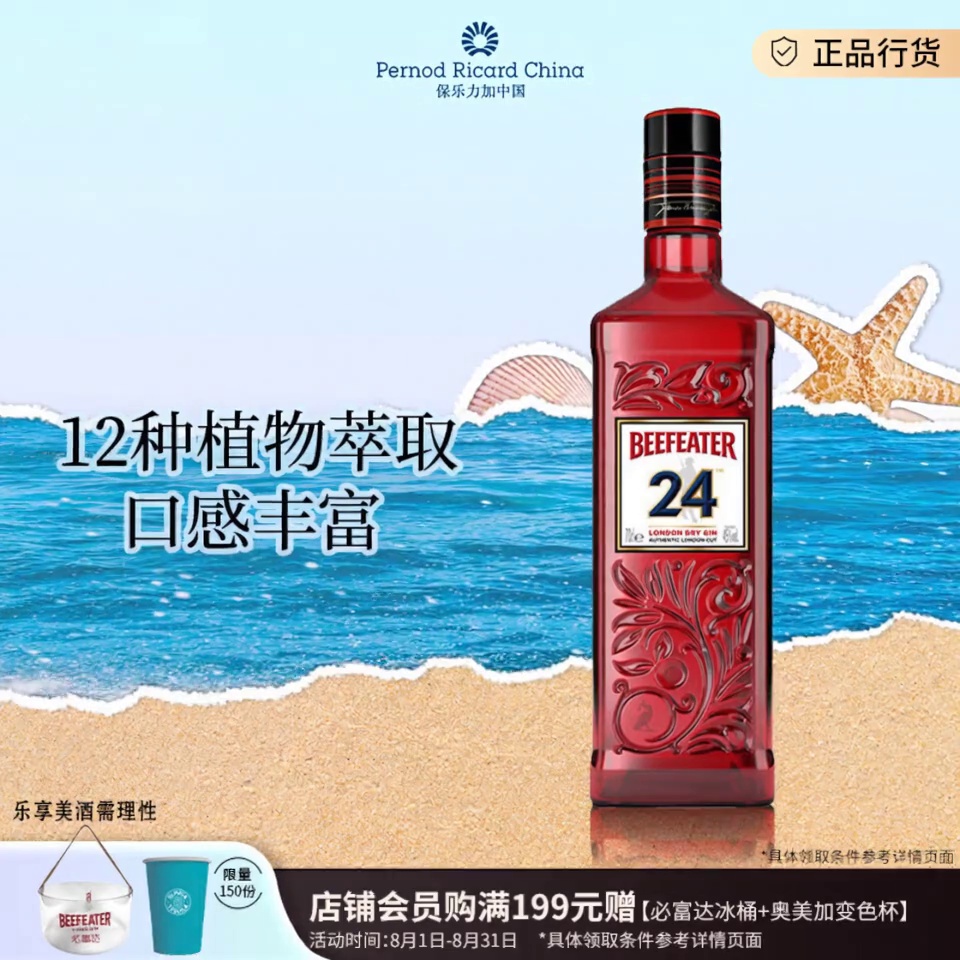 Pernod Ricard China
保乐力加中国
正品行货
12种植物萃取
口感丰富
BEEFEATER
24
LONDON DRY GIN
AUTHENTIC LONDON CUT
乐享美酒需理性
BEEFEATER
限量
150份
*具体领取条件参考详情页面
店铺会员购满199元赠【必富达冰桶+奥美加变色杯】
活动时间:8月1日-8月31日 *具体领取条件参考详情页面